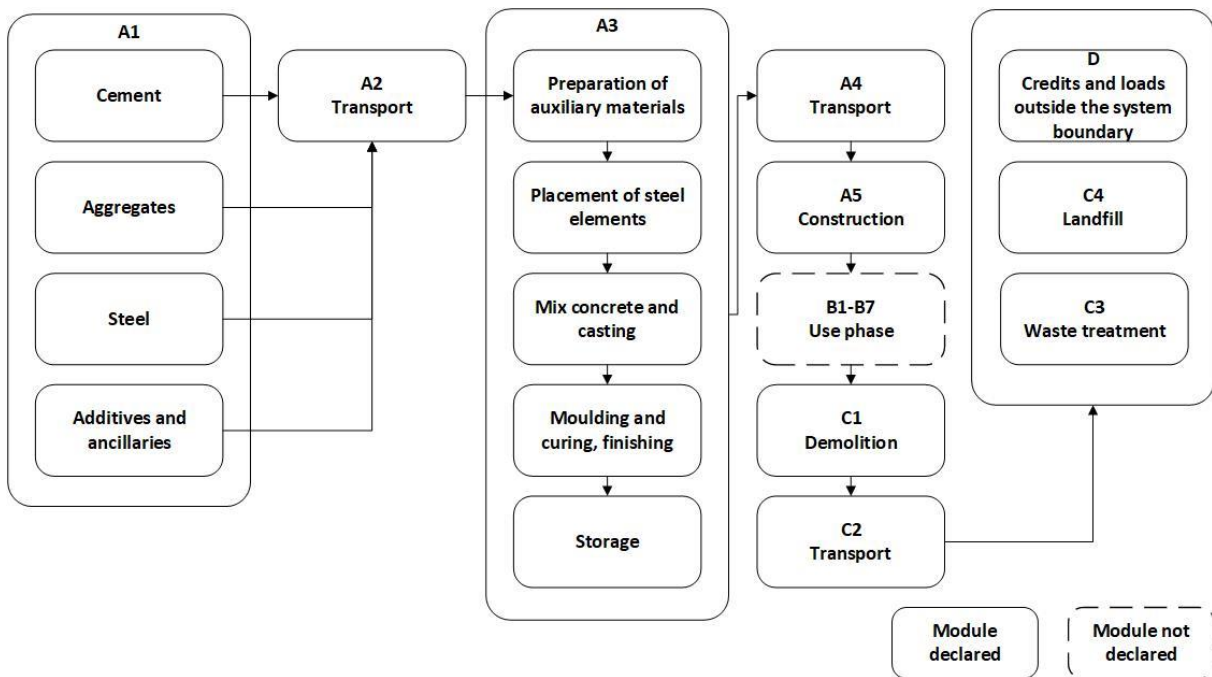 A1
Cement
Aggregates
Steel
Additives and
ancillaries
A2
Transport
A3
Preparation of
auxiliary materials
Placement of steel
elements
Mix concrete and
casting
Moulding and
curing, finishing
Storage
A4
Transport
A5
Construction
B1-B7
Use phase
C1
Demolition
C2
Transport
D
Credits and loads
outside the system
boundary
C4
Landfill
C3
Waste treatment
Module
declared
Module not
declared